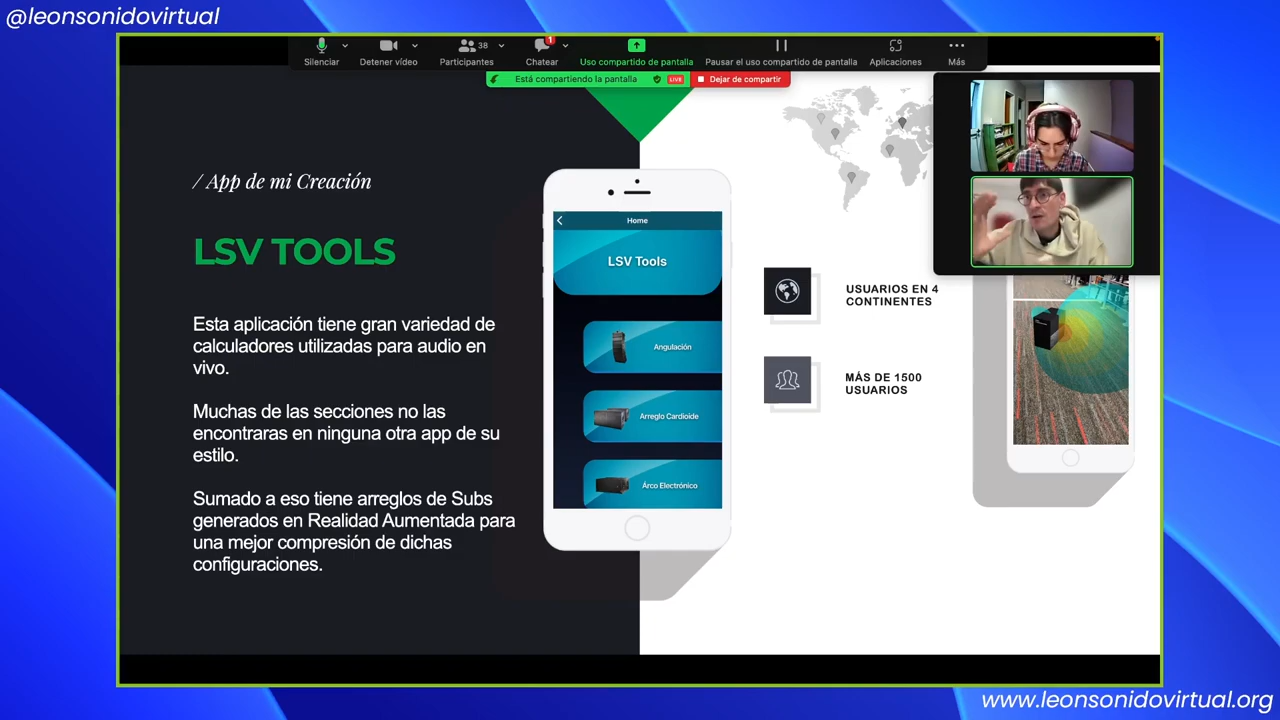 @leonsonidovirtual
38
1
Silenciar
Detener vídeo
Participantes
Chatear
Uso compartido de pantalla
Pausar el uso compartido de pantalla
Aplicaciones
Más
Está compartiendo la pantalla
LIVE
Dejar de compartir
/ App de mi Creación
LSV TOOLS
Esta aplicación tiene gran variedad de
calculadores utilizadas para audio en
vivo.
Muchas de las secciones no las
encontraras en ninguna otra app de su
estilo.
Sumado a eso tiene arreglos de Subs
generados en Realidad Aumentada para
una mejor compresión de dichas
configuraciones.
Home
LSV Tools
Angulación
Arreglo Cardioide
Árco Electrónico
USUARIOS EN 4
CONTINENTES
MÁS DE 1500
USUARIOS
www.leonsonidovirtual.org